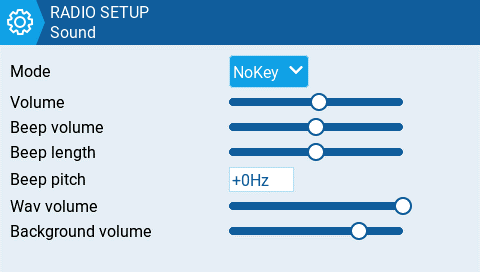 RADIO SETUP
Sound
Mode NoKey
Volume
Beep volume
Beep length
Beep pitch +0Hz
Wav volume
Background volume